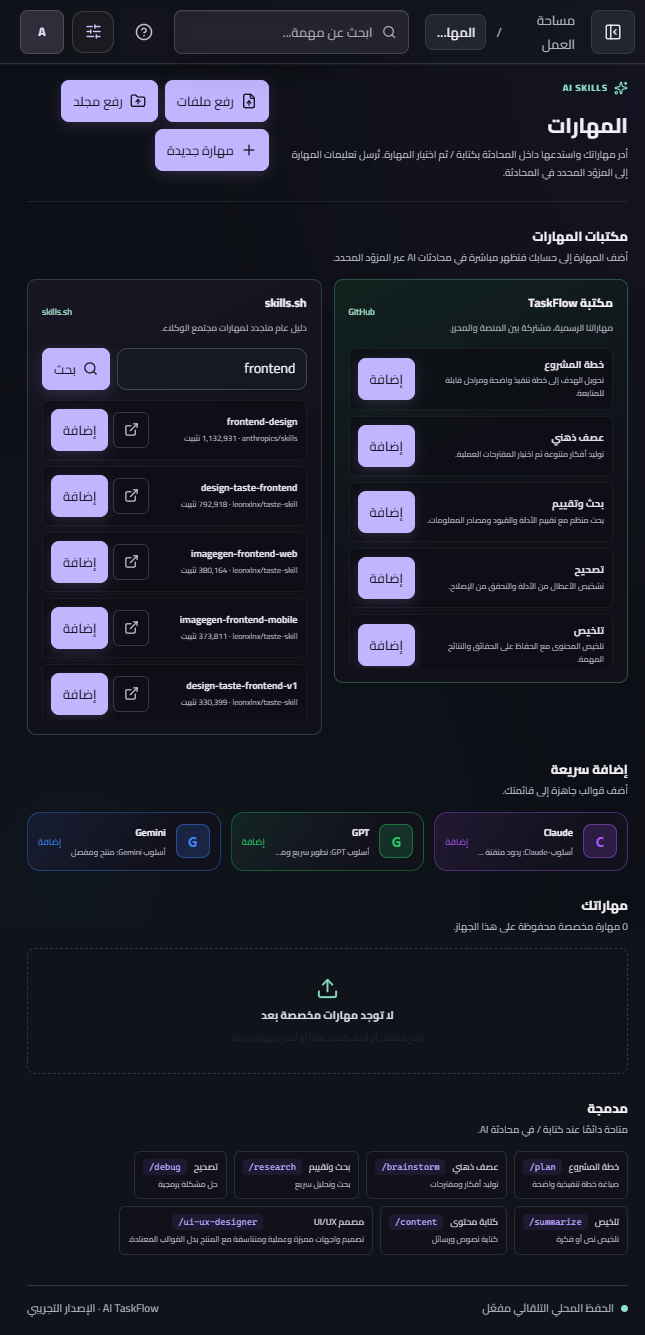 مساحة العمل
/
المها...
ابحث عن مهمة...
A
AI SKILLS
المهارات
أدر مهاراتك واستدعها داخل المحادثة بكتابة / ثم اختيار المهارة. تُرسل تعليمات المهارة
إلى المزوّد المحدد في المحادثة.
رفع ملفات
رفع مجلد
مهارة جديدة
مكتبات المهارات
أضف المهارة إلى حسابك فتظهر مباشرة في محادثات AI عبر المزوّد المحدد.
مكتبة TaskFlow
GitHub
مهاراتنا الرسمية، مشتركة بين المنصة والمحرر.
خطة المشروع
تحويل الهدف إلى خطة تنفيذ واضحة ومراحل قابلة
للمتابعة.
إضافة
عصف ذهني
توليد أفكار متنوعة ثم اختيار المقترحات العملية.
إضافة
بحث وتقييم
بحث منظم مع تقييم الأدلة والقيود ومصادر المعلومات.
إضافة
تصحيح
تشخيص الأعطال من الأدلة والتحقق من الإصلاح.
إضافة
تلخيص
تلخيص المحتوى مع الحفاظ على الحقائق والنتائج
المهمة.
إضافة
skills.sh
skills.sh
دليل عام متجدد لمهارات مجتمع الوكلاء.
frontend
بحث
frontend-design
anthropics/skills · 1,132,931 تثبيت
إضافة
design-taste-frontend
leonxlnx/taste-skill · 792,918 تثبيت
إضافة
imagegen-frontend-web
leonxlnx/taste-skill · 380,164 تثبيت
إضافة
imagegen-frontend-mobile
leonxlnx/taste-skill · 373,811 تثبيت
إضافة
design-taste-frontend-v1
leonxlnx/taste-skill · 330,399 تثبيت
إضافة
إضافة سريعة
أضف قوالب جاهزة إلى قائمتك.
C
Claude
أسلوب-Claude: ردود متقنة ...
إضافة
G
GPT
أسلوب GPT: تطوير سريع ومـ...
إضافة
G
Gemini
أسلوب Gemini: منتج ومفصل
إضافة
مهاراتك
0 مهارة مخصصة محفوظة على هذا الجهاز.
لا توجد مهارات مخصصة بعد
مدمجة
متاحة دائمًا عند كتابة / في محادثة AI.
خطة المشروع /plan
صياغة خطة تنفيذية واضحة
عصف ذهني /brainstorm
توليد أفكار ومقترحات
بحث وتقييم /research
بحث وتحليل سريع
تصحيح /debug
حل مشكلة برمجية
تلخيص /summarize
تلخيص نص أو فكرة
كتابة محتوى /content
كتابة نصوص ورسائل
مصمم UI/UX /ui-ux-designer
تصميم واجهات مميزة وعملية ومتناسقة مع المنتج بدل القوالب المعتادة.
الحفظ المحلي التلقائي مفعّل
AI TaskFlow · الإصدار التجريبي